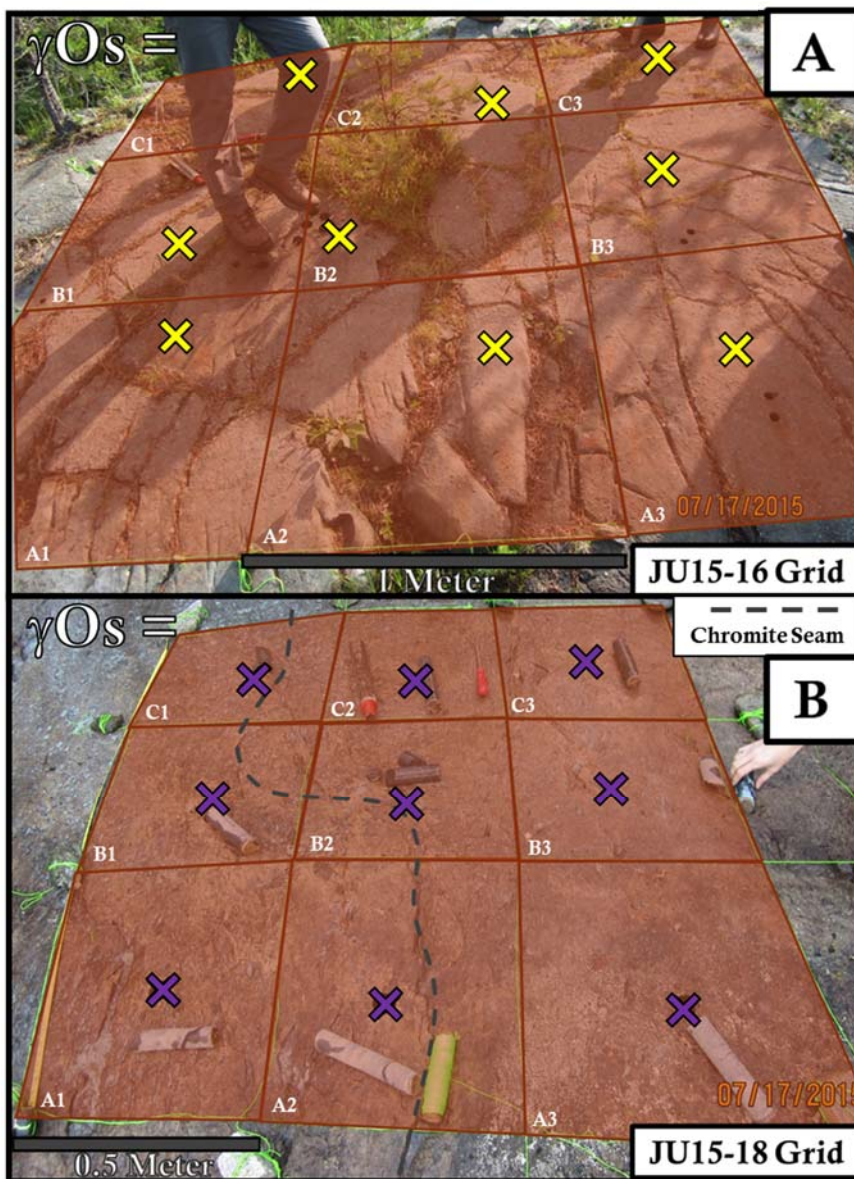 γOs =
A
C1
C2
C3
B1
B2
B3
A1
A2
A3
07/17/2015
1 Meter
JU15-16 Grid
γOs =
Chromite Seam
B
C1
C2
C3
B1
B2
B3
A1
A2
A3
07/17/2015
0.5 Meter
JU15-18 Grid